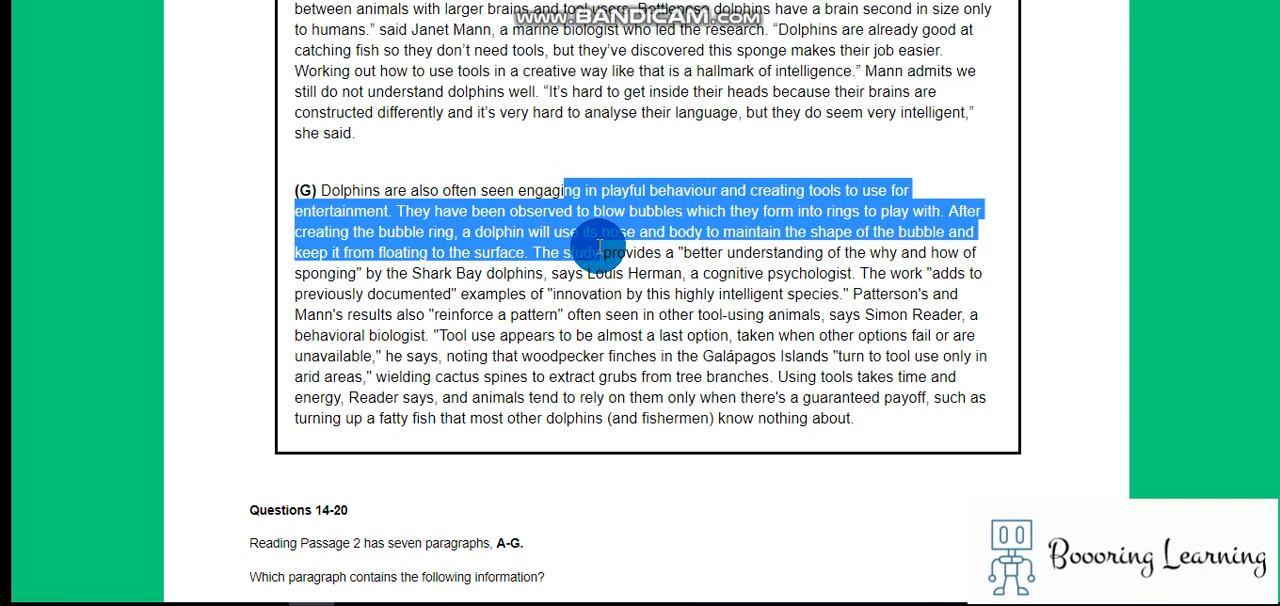 www.BANDICAM.com
between animals with larger brains and tool users. Bottlenose dolphins have a brain second in size only
to humans.” said Janet Mann, a marine biologist who led the research. “Dolphins are already good at
catching fish so they don’t need tools, but they’ve discovered this sponge makes their job easier.
Working out how to use tools in a creative way like that is a hallmark of intelligence.” Mann admits we
still do not understand dolphins well. “It’s hard to get inside their heads because their brains are
constructed differently and it’s very hard to analyse their language, but they do seem very intelligent,”
she said.
(G) Dolphins are also often seen engaging in playful behaviour and creating tools to use for
entertainment. They have been observed to blow bubbles which they form into rings to play with. After
creating the bubble ring, a dolphin will use its nose and body to maintain the shape of the bubble and
keep it from floating to the surface. The study provides a "better understanding of the why and how of
sponging" by the Shark Bay dolphins, says Louis Herman, a cognitive psychologist. The work "adds to
previously documented" examples of "innovation by this highly intelligent species." Patterson's and
Mann's results also "reinforce a pattern" often seen in other tool-using animals, says Simon Reader, a
behavioral biologist. "Tool use appears to be almost a last option, taken when other options fail or are
unavailable," he says, noting that woodpecker finches in the Galápagos Islands "turn to tool use only in
arid areas," wielding cactus spines to extract grubs from tree branches. Using tools takes time and
energy, Reader says, and animals tend to rely on them only when there's a guaranteed payoff, such as
turning up a fatty fish that most other dolphins (and fishermen) know nothing about.
Questions 14-20
Reading Passage 2 has seven paragraphs, A-G.
Which paragraph contains the following information?
Boooring Learning